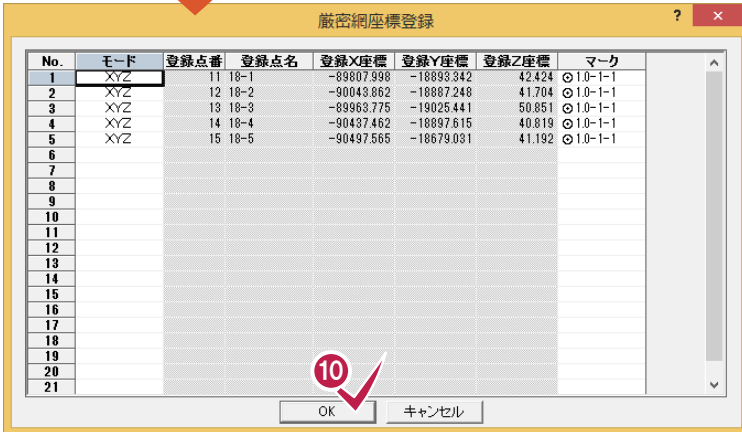 厳密網座標登録 ? ×
No. モード 登録点番 登録点名 登録X座標 登録Y座標 登録Z座標 マーク
1 XYZ 11 18-1 -89807.998 -18893.342 42.424 ⊙1.0-1-1
2 XYZ 12 18-2 -90043.862 -18887.248 41.704 ⊙1.0-1-1
3 XYZ 13 18-3 -89963.775 -19025.441 50.851 ⊙1.0-1-1
4 XYZ 14 18-4 -90437.462 -18897.615 40.819 ⊙1.0-1-1
5 XYZ 15 18-5 -90497.565 -18679.031 41.192 ⊙1.0-1-1
6
7
8
9
10
11
12
13
14
15
16
17
18
19
20
21
10
OK キャンセル